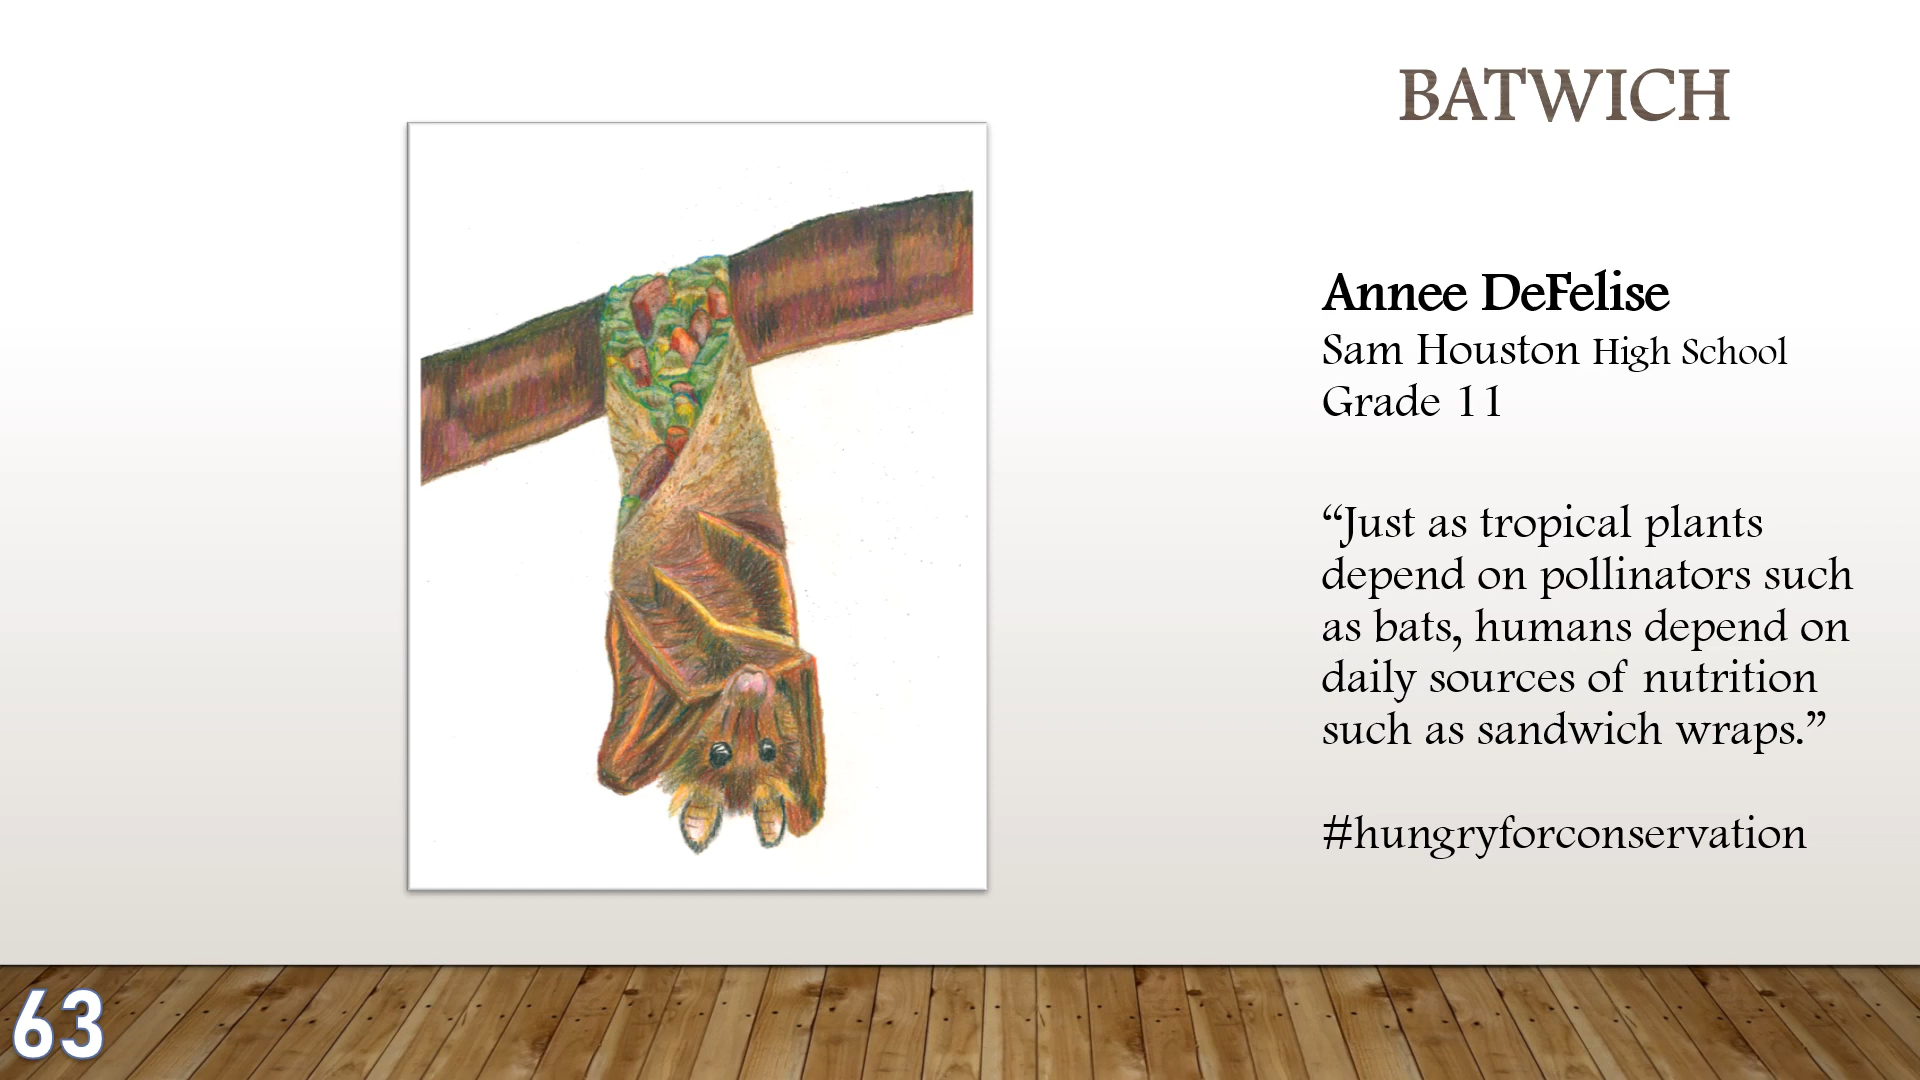 BATWICH
Annee DeFelise
Sam Houston High School
Grade 11
“Just as tropical plants
depend on pollinators such
as bats, humans depend on
daily sources of nutrition
such as sandwich wraps.”
#hungryforconservation
63